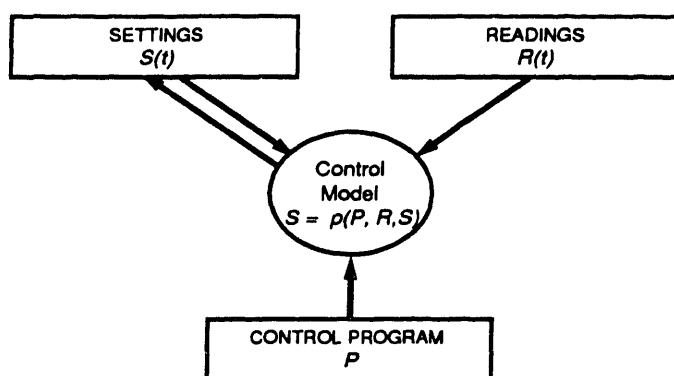 SETTINGS
S(t)
READINGS
R(t)
Control
Model
S = p(P, R,S)
CONTROL PROGRAM
P